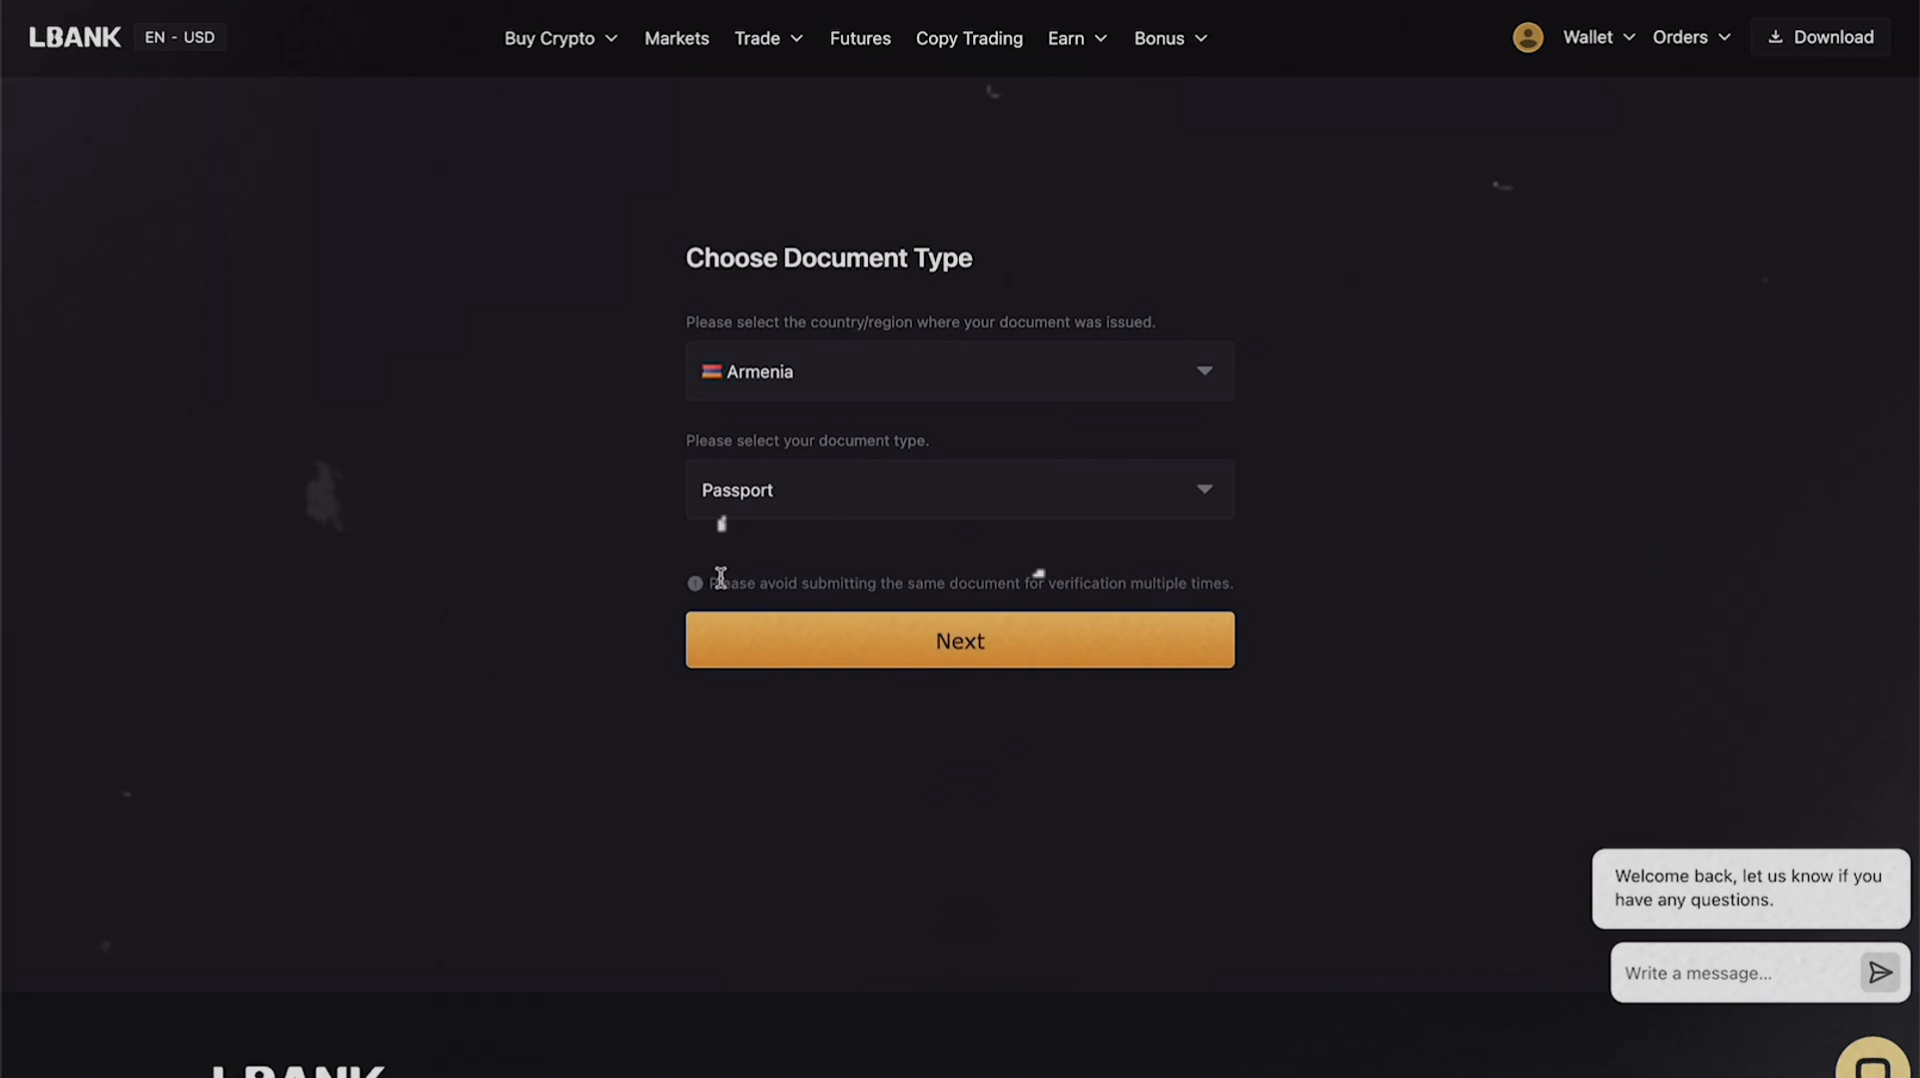 LBANK
EN - USD
Buy Crypto
Markets
Trade
Futures
Copy Trading
Earn
Bonus
Wallet
Orders
Download
Choose Document Type
Please select the country/region where your document was issued.
Armenia
Please select your document type.
Passport
Please avoid submitting the same document for verification multiple times.
Next
Welcome back, let us know if you
have any questions.
Write a message...
LBANK